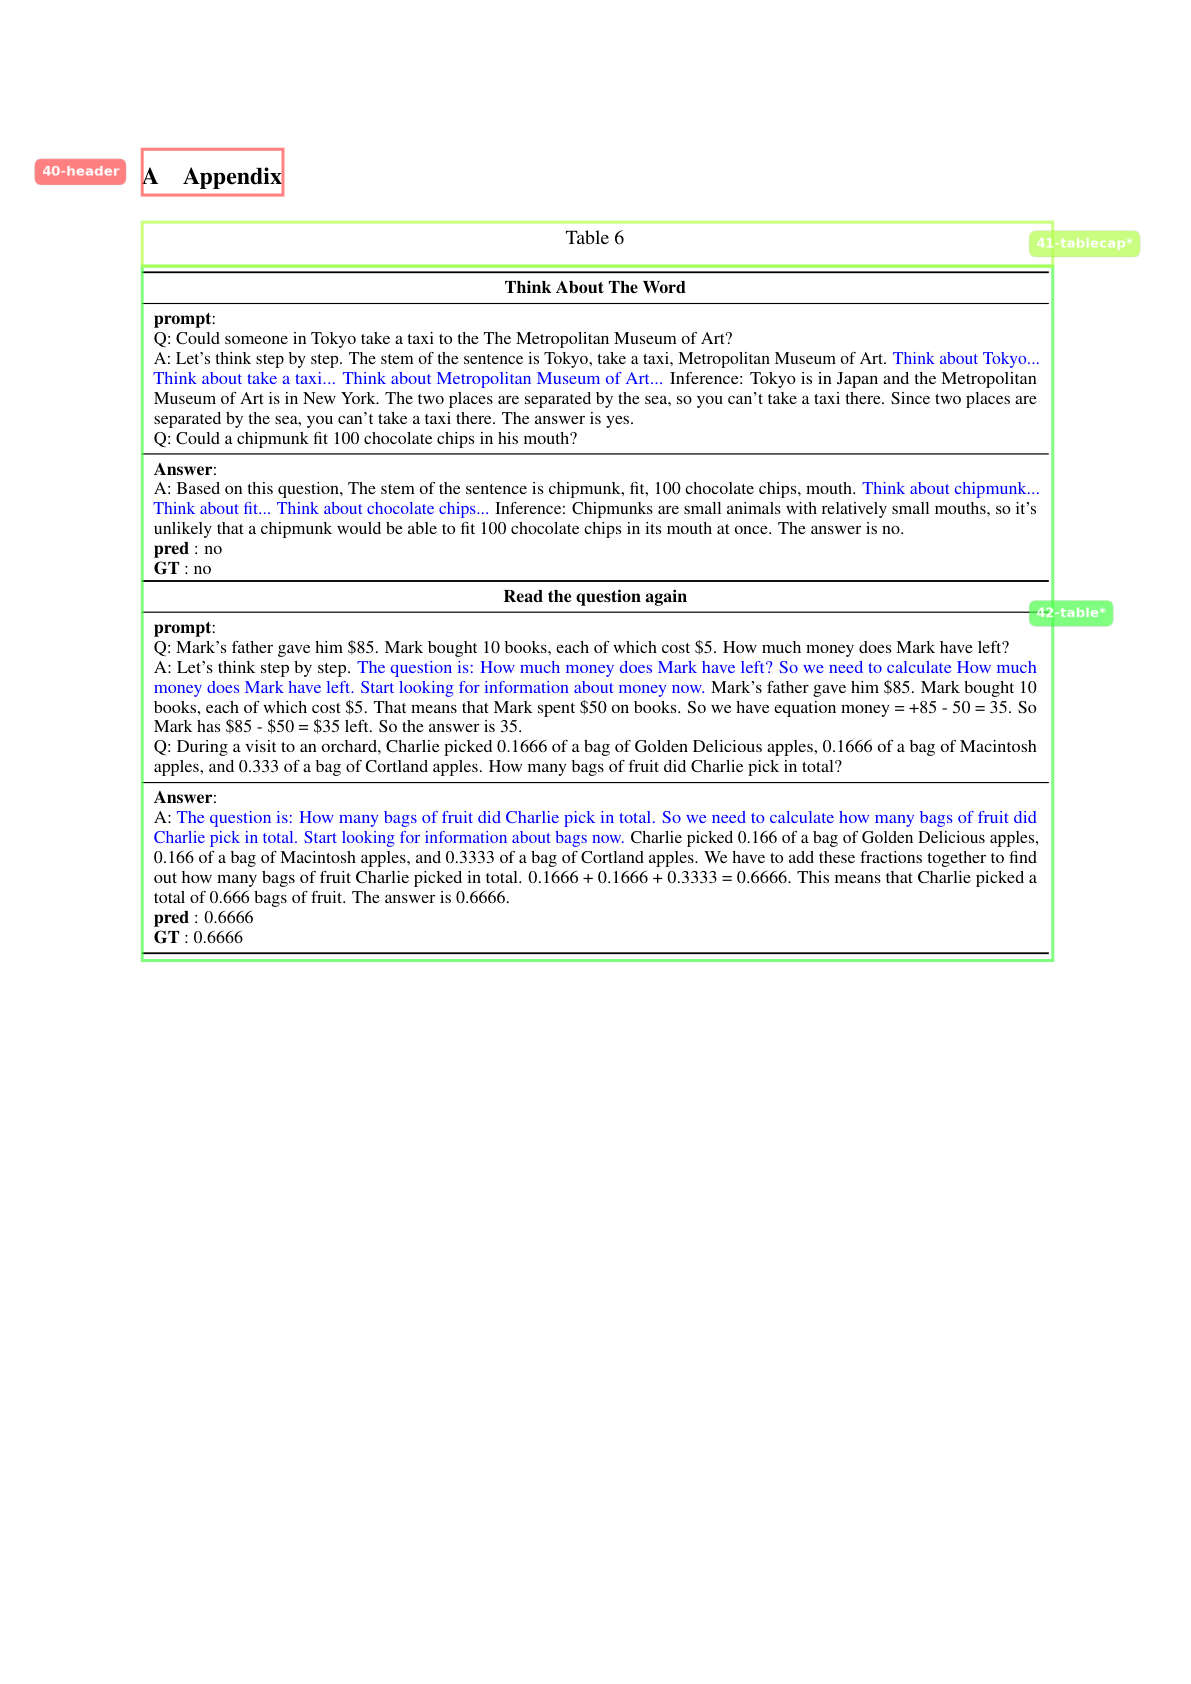 40-header
A Appendix
Table 6
41-tablecap*
Think About The Word
prompt:
Q: Could someone in Tokyo take a taxi to the The Metropolitan Museum of Art?
A: Let's think step by step. The stem of the sentence is Tokyo, take a taxi, Metropolitan Museum of Art. Think about Tokyo...
Think about take a taxi... Think about Metropolitan Museum of Art... Inference: Tokyo is in Japan and the Metropolitan
Museum of Art is in New York. The two places are separated by the sea, so you can't take a taxi there. Since two places are
separated by the sea, you can't take a taxi there. The answer is yes.
Q: Could a chipmunk fit 100 chocolate chips in his mouth?
Answer:
A: Based on this question, The stem of the sentence is chipmunk, fit, 100 chocolate chips, mouth. Think about chipmunk...
Think about fit... Think about chocolate chips... Inference: Chipmunks are small animals with relatively small mouths, so it's
unlikely that a chipmunk would be able to fit 100 chocolate chips in its mouth at once. The answer is no.
pred : no
GT : no
Read the question again
42-table*
prompt:
Q: Mark's father gave him $85. Mark bought 10 books, each of which cost $5. How much money does Mark have left?
A: Let's think step by step. The question is: How much money does Mark have left? So we need to calculate How much
money does Mark have left. Start looking for information about money now. Mark's father gave him $85. Mark bought 10
books, each of which cost $5. That means that Mark spent $50 on books. So we have equation money = +85 - 50 = 35. So
Mark has $85 - $50 = $35 left. So the answer is 35.
Q: During a visit to an orchard, Charlie picked 0.1666 of a bag of Golden Delicious apples, 0.1666 of a bag of Macintosh
apples, and 0.333 of a bag of Cortland apples. How many bags of fruit did Charlie pick in total?
Answer:
A: The question is: How many bags of fruit did Charlie pick in total. So we need to calculate how many bags of fruit did
Charlie pick in total. Start looking for information about bags now. Charlie picked 0.166 of a bag of Golden Delicious apples,
0.166 of a bag of Macintosh apples, and 0.3333 of a bag of Cortland apples. We have to add these fractions together to find
out how many bags of fruit Charlie picked in total. 0.1666 + 0.1666 + 0.3333 = 0.6666. This means that Charlie picked a
total of 0.666 bags of fruit. The answer is 0.6666.
pred : 0.6666
GT : 0.6666